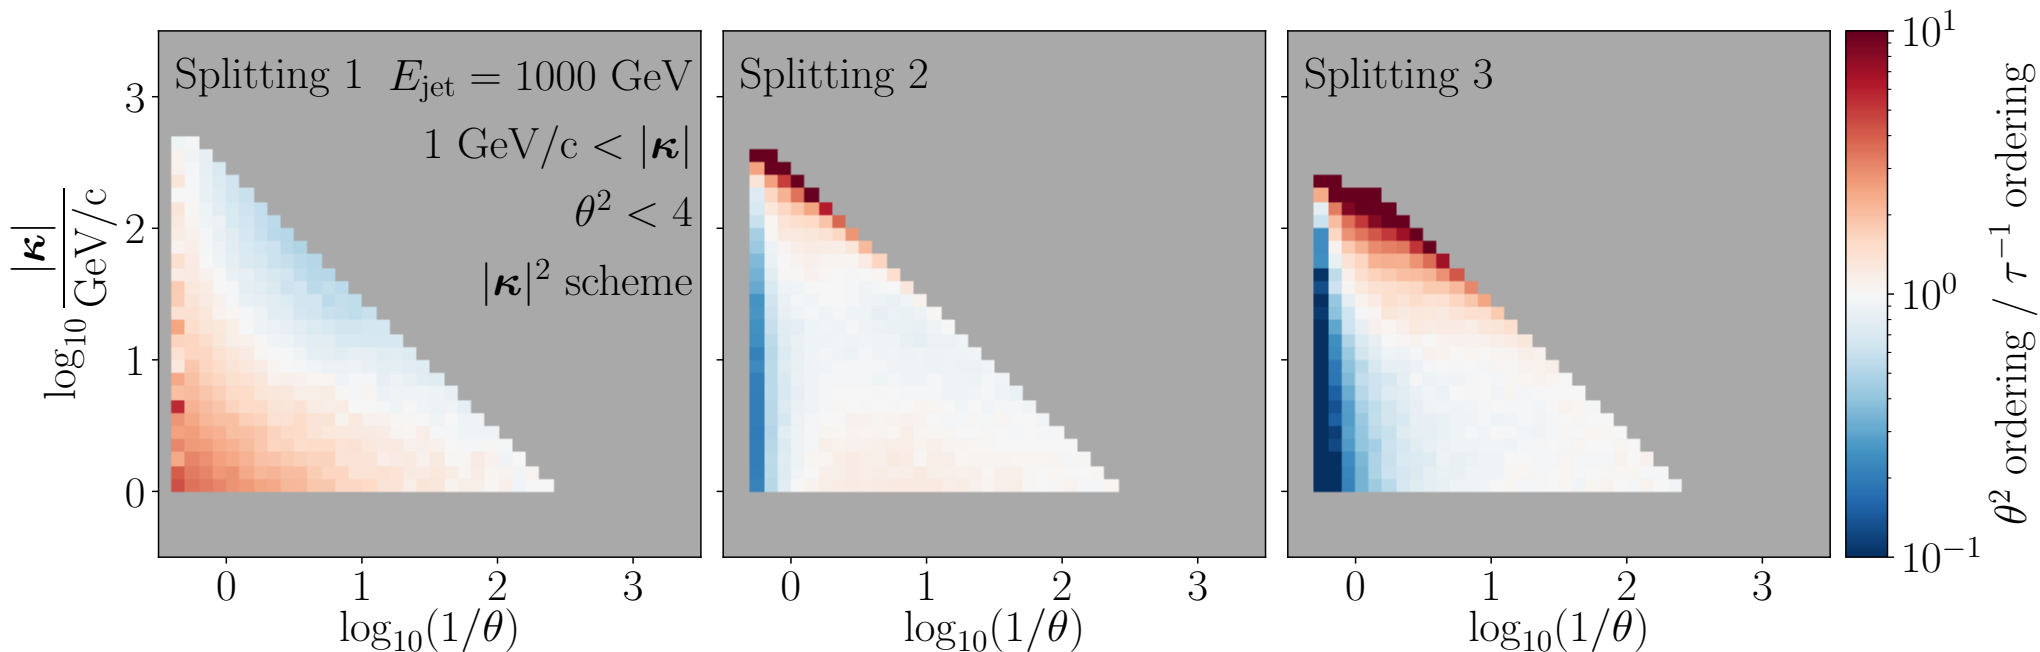 Splitting 1 E_jet = 1000 GeV
1 GeV/c < |κ|
θ² < 4
|κ|² scheme
Splitting 2
Splitting 3
log₁₀ |κ| / GeV/c
3
2
1
0
0 1 2 3
log₁₀(1/θ)
0 1 2 3
log₁₀(1/θ)
0 1 2 3
log₁₀(1/θ)
10¹
10⁰
10⁻¹
θ² ordering / τ⁻¹ ordering